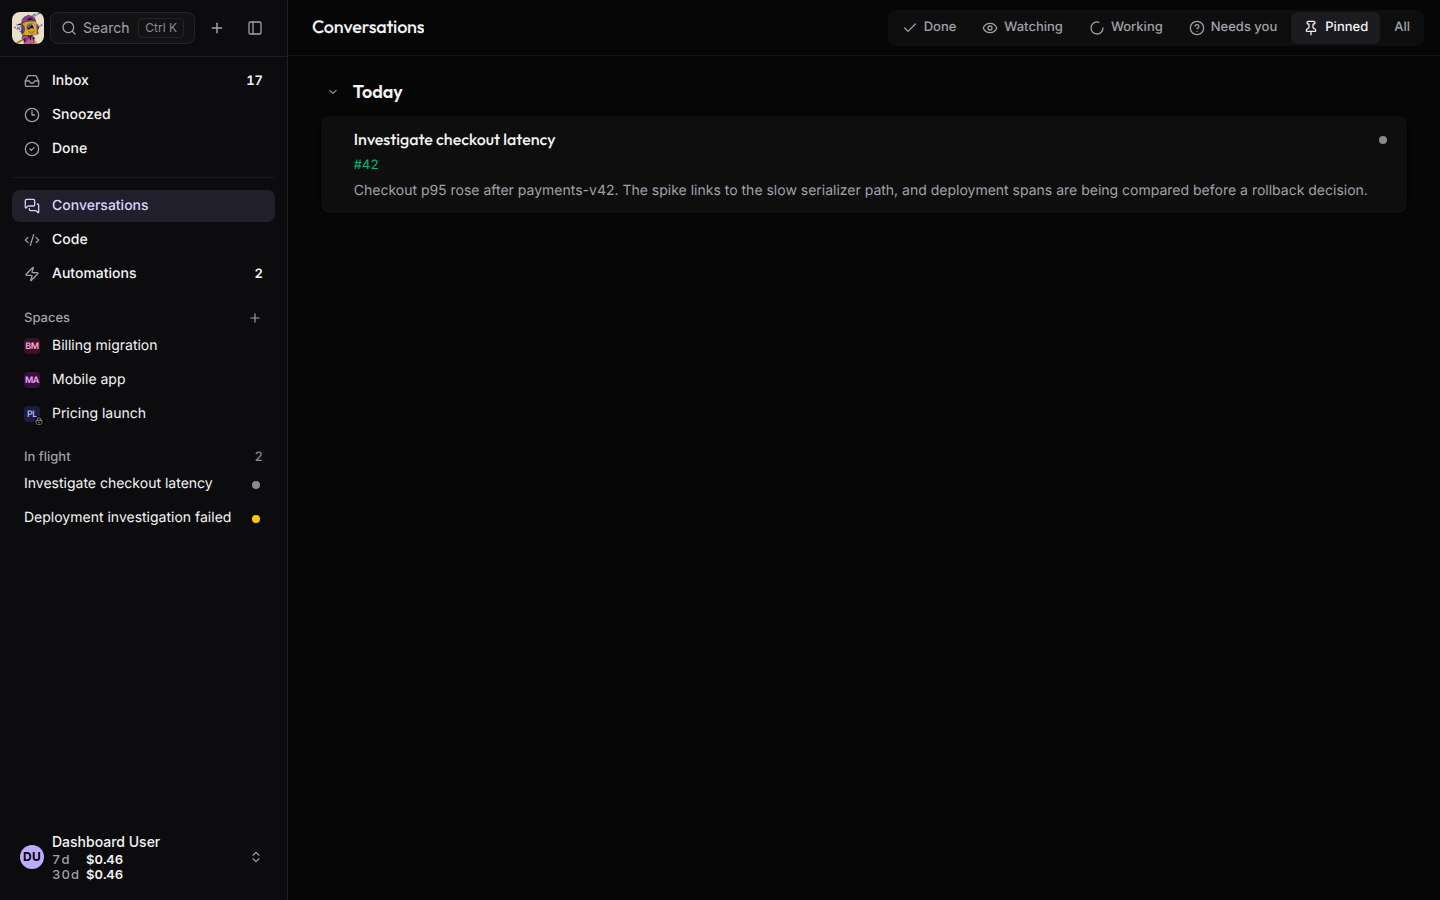 Search Ctrl K
Inbox 17
Snoozed
Done
Conversations
Code
Automations 2
Spaces
BM Billing migration
MA Mobile app
PL Pricing launch
In flight 2
Investigate checkout latency
Deployment investigation failed
DU Dashboard User
7d $0.46
30d $0.46
Conversations
Done Watching Working Needs you Pinned All
Today
Investigate checkout latency
#42
Checkout p95 rose after payments-v42. The spike links to the slow serializer path, and deployment spans are being compared before a rollback decision.